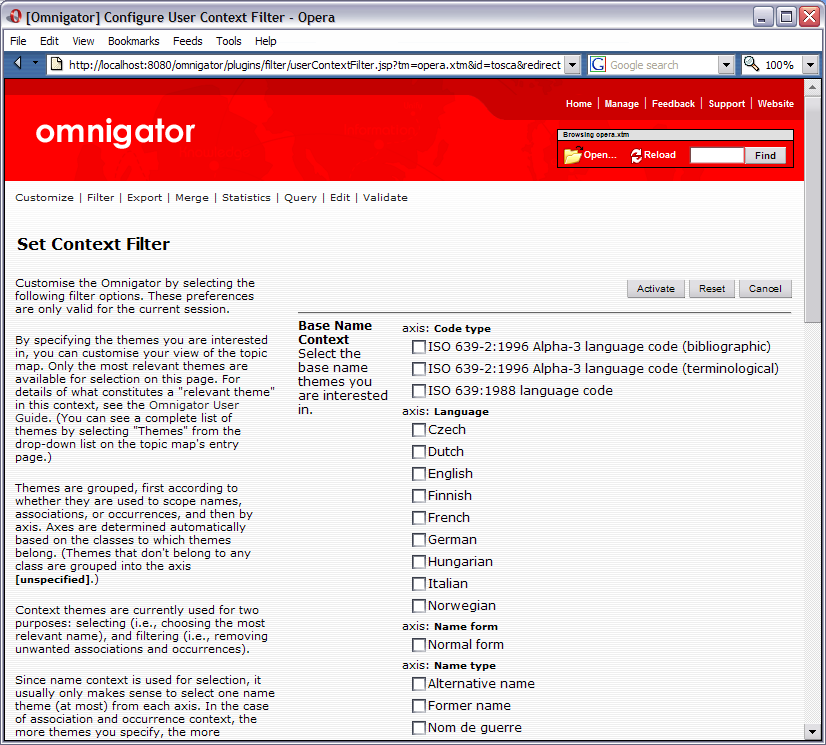 [Omnigator] Configure User Context Filter - Opera
File Edit View Bookmarks Feeds Tools Help
http://localhost:8080/omnigator/plugins/filter/userContextFilter.jsp?tm=opera.xtm&id=tosca&redirect
Google search
100%
Home | Manage | Feedback | Support | Website
omnigator
Browsing opera.xtm
Open... Reload Find
Customize | Filter | Export | Merge | Statistics | Query | Edit | Validate
Set Context Filter
Customise the Omnigator by selecting the
following filter options. These preferences
are only valid for the current session.
By specifying the themes you are interested
in, you can customise your view of the topic
map. Only the most relevant themes are
available for selection on this page. For
details of what constitutes a "relevant theme"
in this context, see the Omnigator User
Guide. (You can see a complete list of
themes by selecting "Themes" from the
drop-down list on the topic map's entry
page.)
Themes are grouped, first according to
whether they are used to scope names,
associations, or occurrences, and then by
axis. Axes are determined automatically
based on the classes to which themes
belong. (Themes that don't belong to any
class are grouped into the axis
[unspecified].)
Context themes are currently used for two
purposes: selecting (i.e., choosing the most
relevant name), and filtering (i.e., removing
unwanted associations and occurrences).
Since name context is used for selection, it
usually only makes sense to select one name
theme (at most) from each axis. In the case
of association and occurrence context, the
more themes you specify, the more
Activate Reset Cancel
Base Name
Context
Select the
base name
themes you
are interested
in.
axis: Code type
ISO 639-2:1996 Alpha-3 language code (bibliographic)
ISO 639-2:1996 Alpha-3 language code (terminological)
ISO 639:1988 language code
axis: Language
Czech
Dutch
English
Finnish
French
German
Hungarian
Italian
Norwegian
axis: Name form
Normal form
axis: Name type
Alternative name
Former name
Nom de guerre